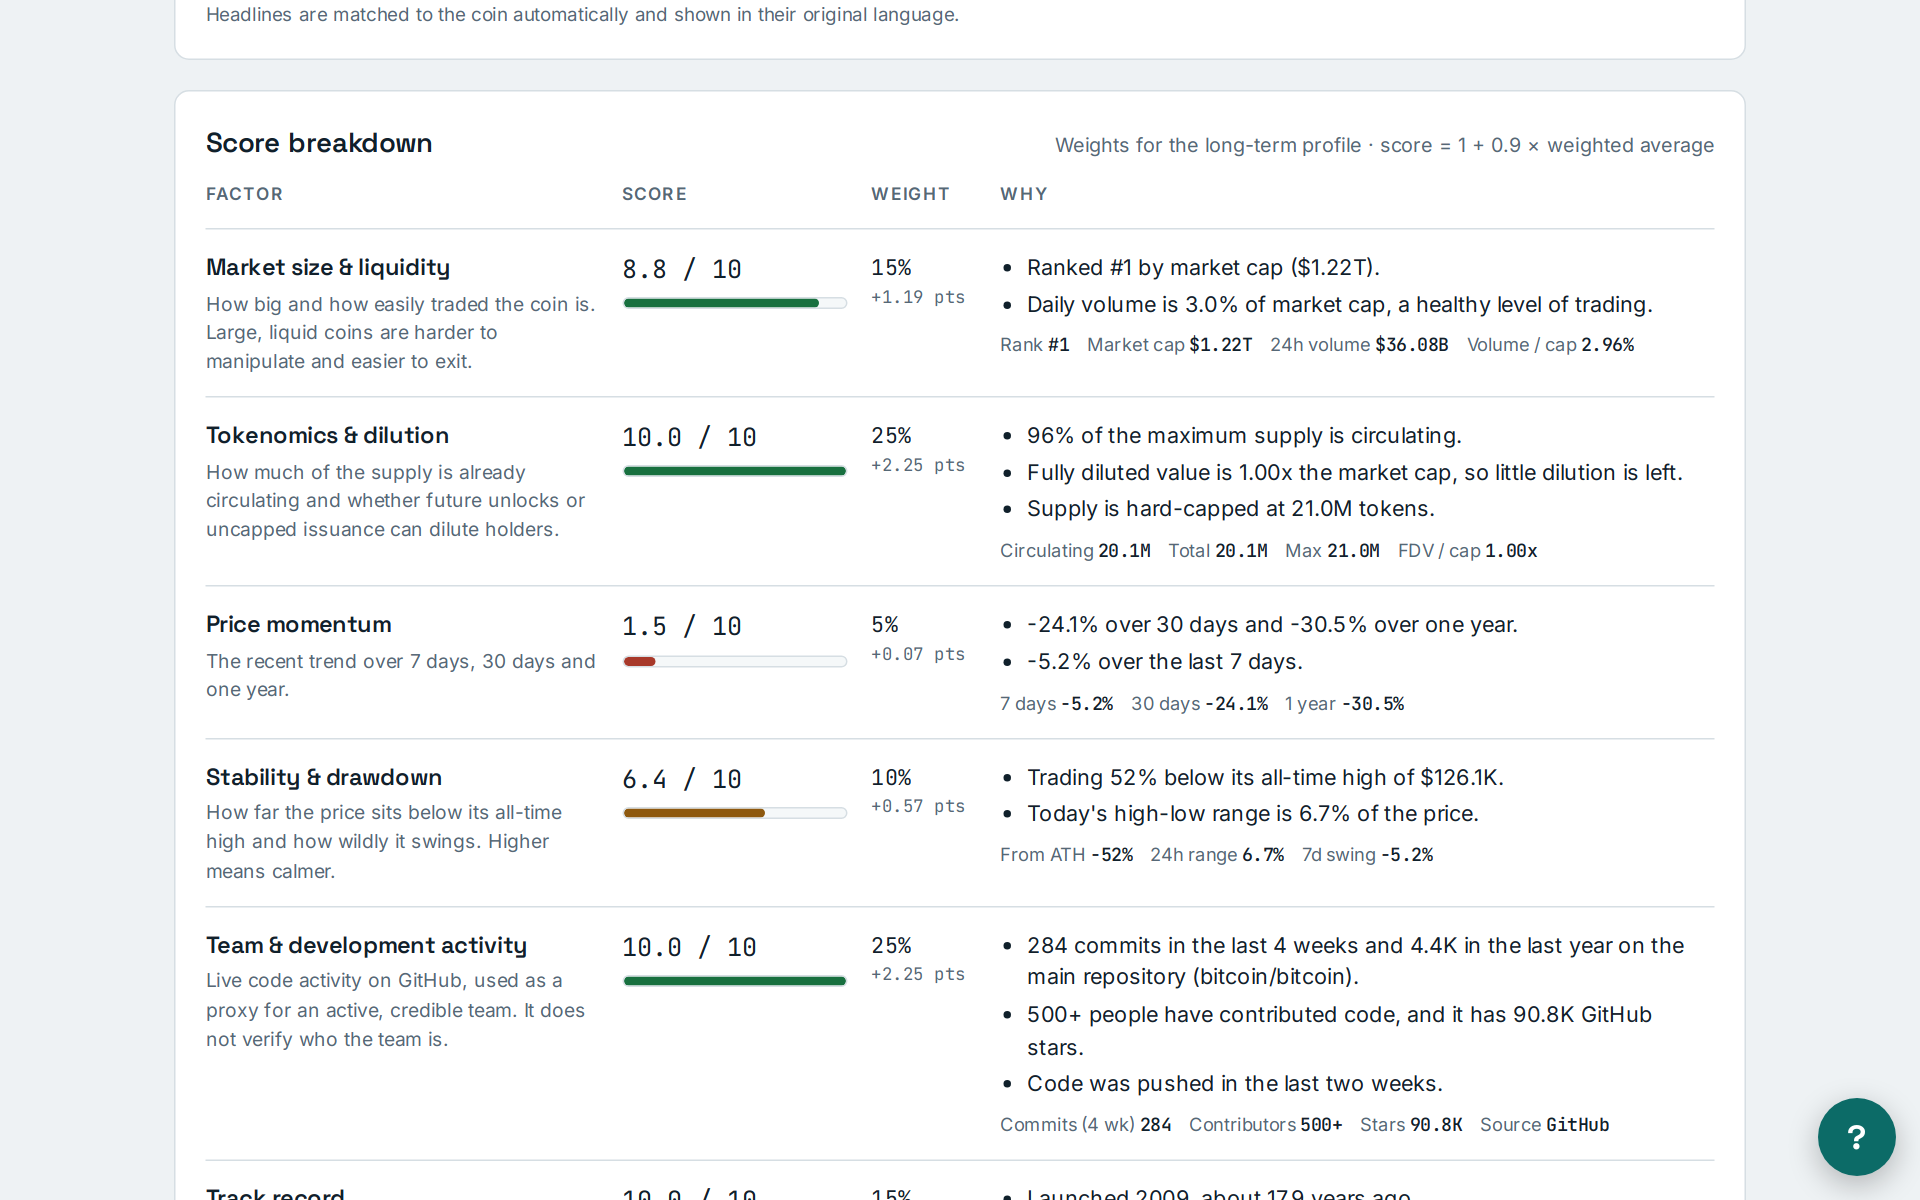 Headlines are matched to the coin automatically and shown in their original language.
Score breakdown
Weights for the long-term profile · score = 1 + 0.9 × weighted average
FACTOR SCORE WEIGHT WHY
Market size & liquidity
How big and how easily traded the coin is.
Large, liquid coins are harder to
manipulate and easier to exit.
8.8 / 10
15%
+1.19 pts
• Ranked #1 by market cap ($1.22T).
• Daily volume is 3.0% of market cap, a healthy level of trading.
Rank #1 Market cap $1.22T 24h volume $36.08B Volume / cap 2.96%
Tokenomics & dilution
How much of the supply is already
circulating and whether future unlocks or
uncapped issuance can dilute holders.
10.0 / 10
25%
+2.25 pts
• 96% of the maximum supply is circulating.
• Fully diluted value is 1.00x the market cap, so little dilution is left.
• Supply is hard-capped at 21.0M tokens.
Circulating 20.1M Total 20.1M Max 21.0M FDV / cap 1.00x
Price momentum
The recent trend over 7 days, 30 days and
one year.
1.5 / 10
5%
+0.07 pts
• -24.1% over 30 days and -30.5% over one year.
• -5.2% over the last 7 days.
7 days -5.2% 30 days -24.1% 1 year -30.5%
Stability & drawdown
How far the price sits below its all-time
high and how wildly it swings. Higher
means calmer.
6.4 / 10
10%
+0.57 pts
• Trading 52% below its all-time high of $126.1K.
• Today's high-low range is 6.7% of the price.
From ATH -52% 24h range 6.7% 7d swing -5.2%
Team & development activity
Live code activity on GitHub, used as a
proxy for an active, credible team. It does
not verify who the team is.
10.0 / 10
25%
+2.25 pts
• 284 commits in the last 4 weeks and 4.4K in the last year on the
main repository (bitcoin/bitcoin).
• 500+ people have contributed code, and it has 90.8K GitHub
stars.
• Code was pushed in the last two weeks.
Commits (4 wk) 284 Contributors 500+ Stars 90.8K Source GitHub
?
Track record
10.0 / 10
15%
• Launched 2009, about 17.9 years ago.